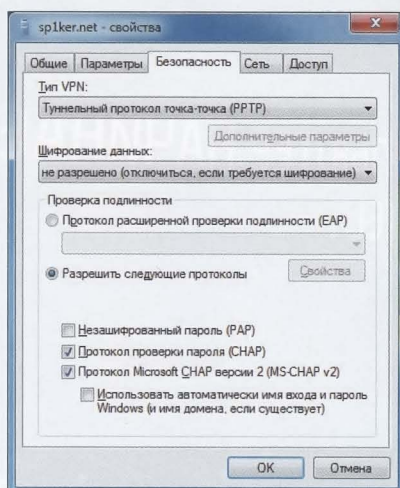 sp1ker.net - свойства
Общие Параметры Безопасность Сеть Доступ
Тип VPN:
Туннельный протокол точка-точка (PPTP)
Дополнительные параметры
Шифрование данных:
не разрешено (отключиться, если требуется шифрование)
Проверка подлинности
Протокол расширенной проверки подлинности (EAP)
Свойства
Разрешить следующие протоколы
Незашифрованный пароль (PAP)
Протокол проверки пароля (CHAP)
Протокол Microsoft CHAP версии 2 (MS-CHAP v2)
Использовать автоматически имя входа и пароль
Windows (и имя домена, если существует)
OK Отмена